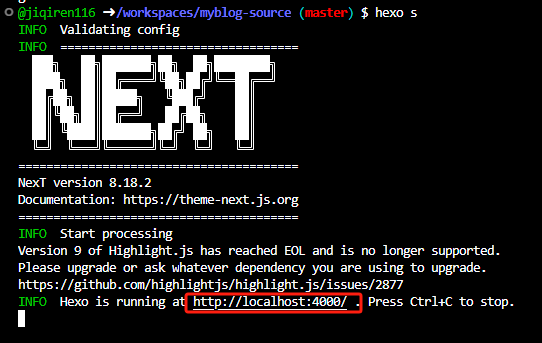 @jiqiren116 ➜/workspaces/myblog-source (master) $ hexo s
INFO  Validating config
INFO  ===================================
NEXT
========================================
NexT version 8.18.2
Documentation: https://theme-next.js.org
========================================
INFO  Start processing
Version 9 of Highlight.js has reached EOL and is no longer supported.
Please upgrade or ask whatever dependency you are using to upgrade.
https://github.com/highlightjs/highlight.js/issues/2877
INFO  Hexo is running at http://localhost:4000/ . Press Ctrl+C to stop.